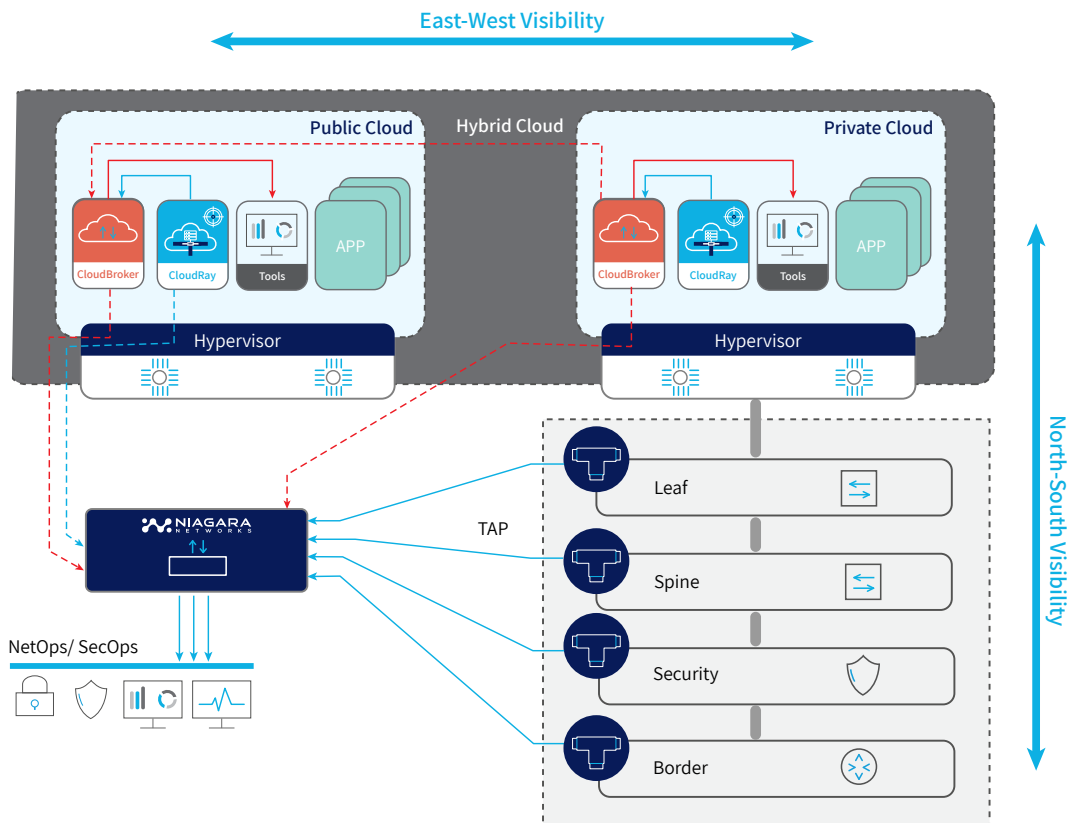 East-West Visibility
Public Cloud
Hybrid Cloud
Private Cloud
CloudBroker
CloudRay
Tools
APP
CloudBroker
CloudRay
Tools
APP
Hypervisor
Hypervisor
North-South Visibility
Leaf
NIAGARA
NETWORKS
TAP
Spine
NetOps/ SecOps
Security
Border